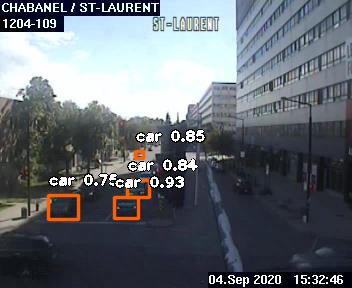 CHABANEL / ST-LAURENT
1204-109
ST-LAURENT
car 0.85
car 0.84
car 0.75
car 0.93
04.Sep 2020 15:32:46